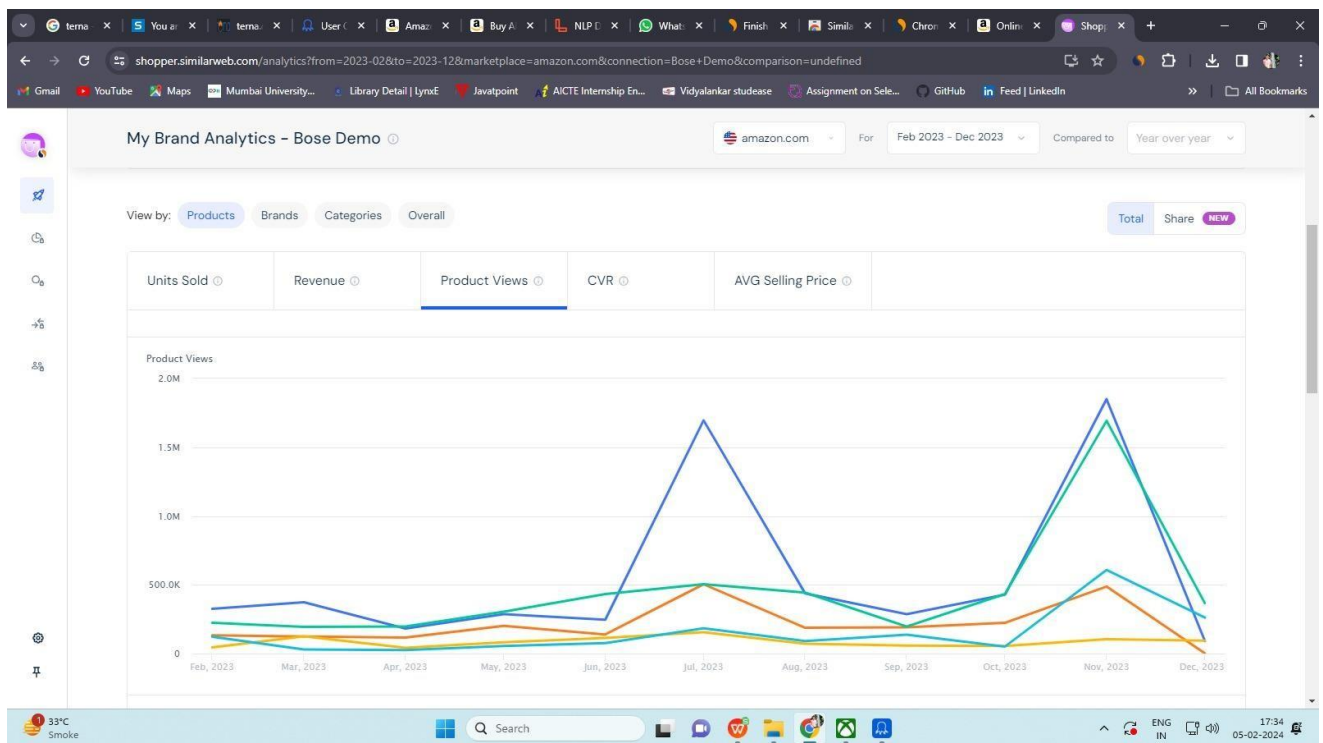 terna
You ar
terna
User (
Amaz
Buy A
NLP D
What
Finish
Simila
Chron
Onlin
Shop
shopper.similarweb.com/analytics?from=2023-02&to=2023-12&marketplace=amazon.com&connection=Bose+Demo&comparison=undefined
Gmail YouTube Maps Mumbai University... Library Detail | LynxE Javatpoint AICTE Internship En... Vidyalankar studease Assignment on Sele... GitHub Feed | LinkedIn » All Bookmarks
My Brand Analytics - Bose Demo amazon.com For Feb 2023 - Dec 2023 Compared to Year over year
View by: Products Brands Categories Overall Total Share NEW
Units Sold Revenue Product Views CVR AVG Selling Price
Product Views
2.0M
1.5M
1.0M
500.0K
0
Feb, 2023 Mar, 2023 Apr, 2023 May, 2023 Jun, 2023 Jul, 2023 Aug, 2023 Sep, 2023 Oct, 2023 Nov, 2023 Dec, 2023
33°C
Smoke
Search
ENG
IN
17:34
05-02-2024